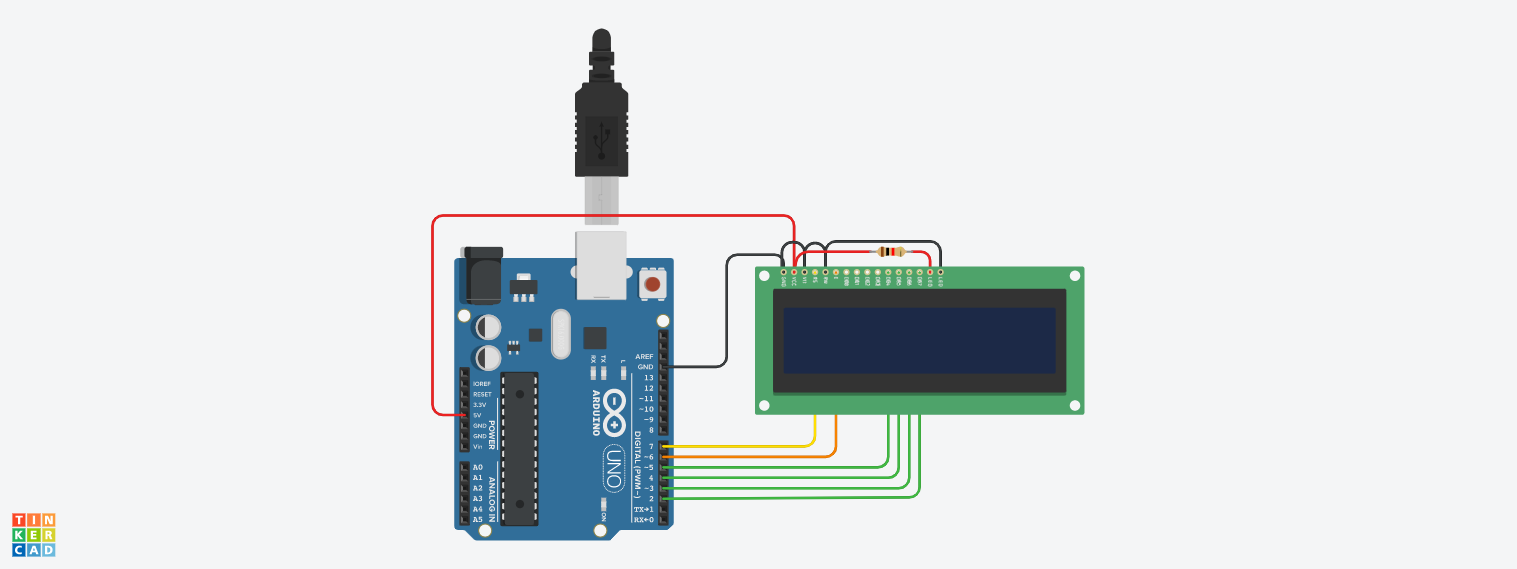 AREF
GND
13
12
~11
~10
~9
8
7
~6
~5
4
~3
2
TX→1
RX←0
DIGITAL (PWM~)
IOREF
RESET
3.3V
5V
GND
GND
Vin
POWER
A0
A1
A2
A3
A4
A5
ANALOG IN
RX
TX
L
ARDUINO
UNO
ON
GND
VCC
RS
RW
E
DB0
DB1
DB2
DB3
DB4
DB5
DB6
DB7
LED
LED
TIN
KER
CAD